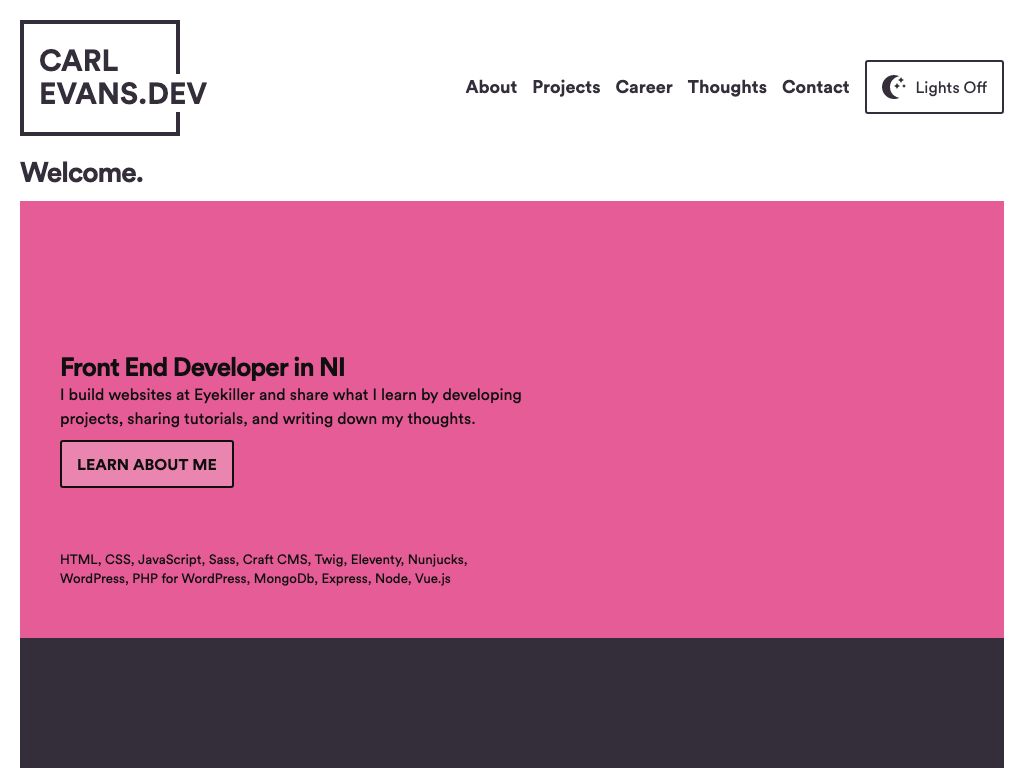 CARL
EVANS.DEV
About Projects Career Thoughts Contact Lights Off
Welcome.
Front End Developer in NI
I build websites at Eyekiller and share what I learn by developing
projects, sharing tutorials, and writing down my thoughts.
LEARN ABOUT ME
HTML, CSS, JavaScript, Sass, Craft CMS, Twig, Eleventy, Nunjucks,
WordPress, PHP for WordPress, MongoDb, Express, Node, Vue.js